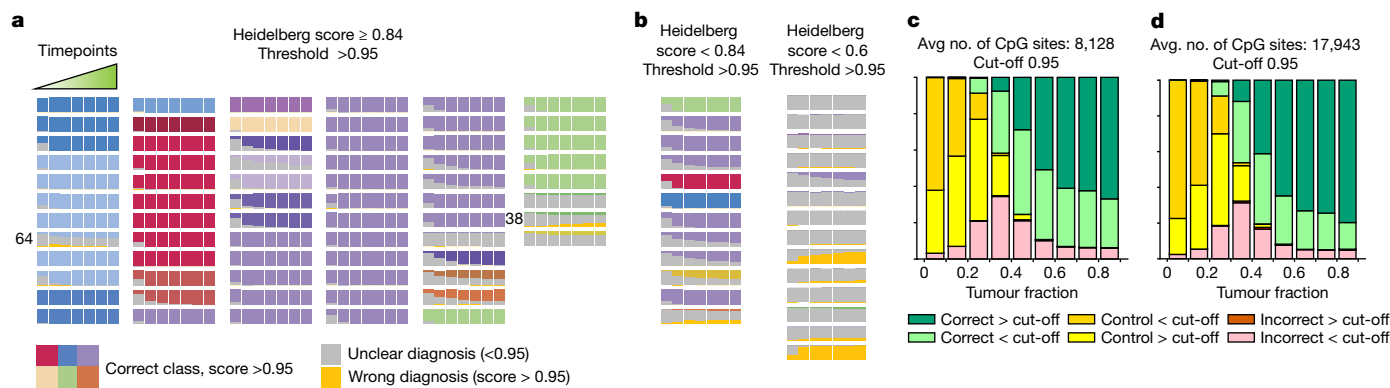 a
Timepoints
Heidelberg score ≥ 0.84
Threshold >0.95
64
38
Correct class, score >0.95
Unclear diagnosis (<0.95)
Wrong diagnosis (score > 0.95)
b
Heidelberg
score < 0.84
Threshold >0.95
Heidelberg
score < 0.6
Threshold >0.95
c
Avg no. of CpG sites: 8,128
Cut-off 0.95
0 0.2 0.4 0.6 0.8
Tumour fraction
d
Avg. no. of CpG sites: 17,943
Cut-off 0.95
0 0.2 0.4 0.6 0.8
Tumour fraction
Correct > cut-off
Control < cut-off
Incorrect > cut-off
Correct < cut-off
Control > cut-off
Incorrect < cut-off